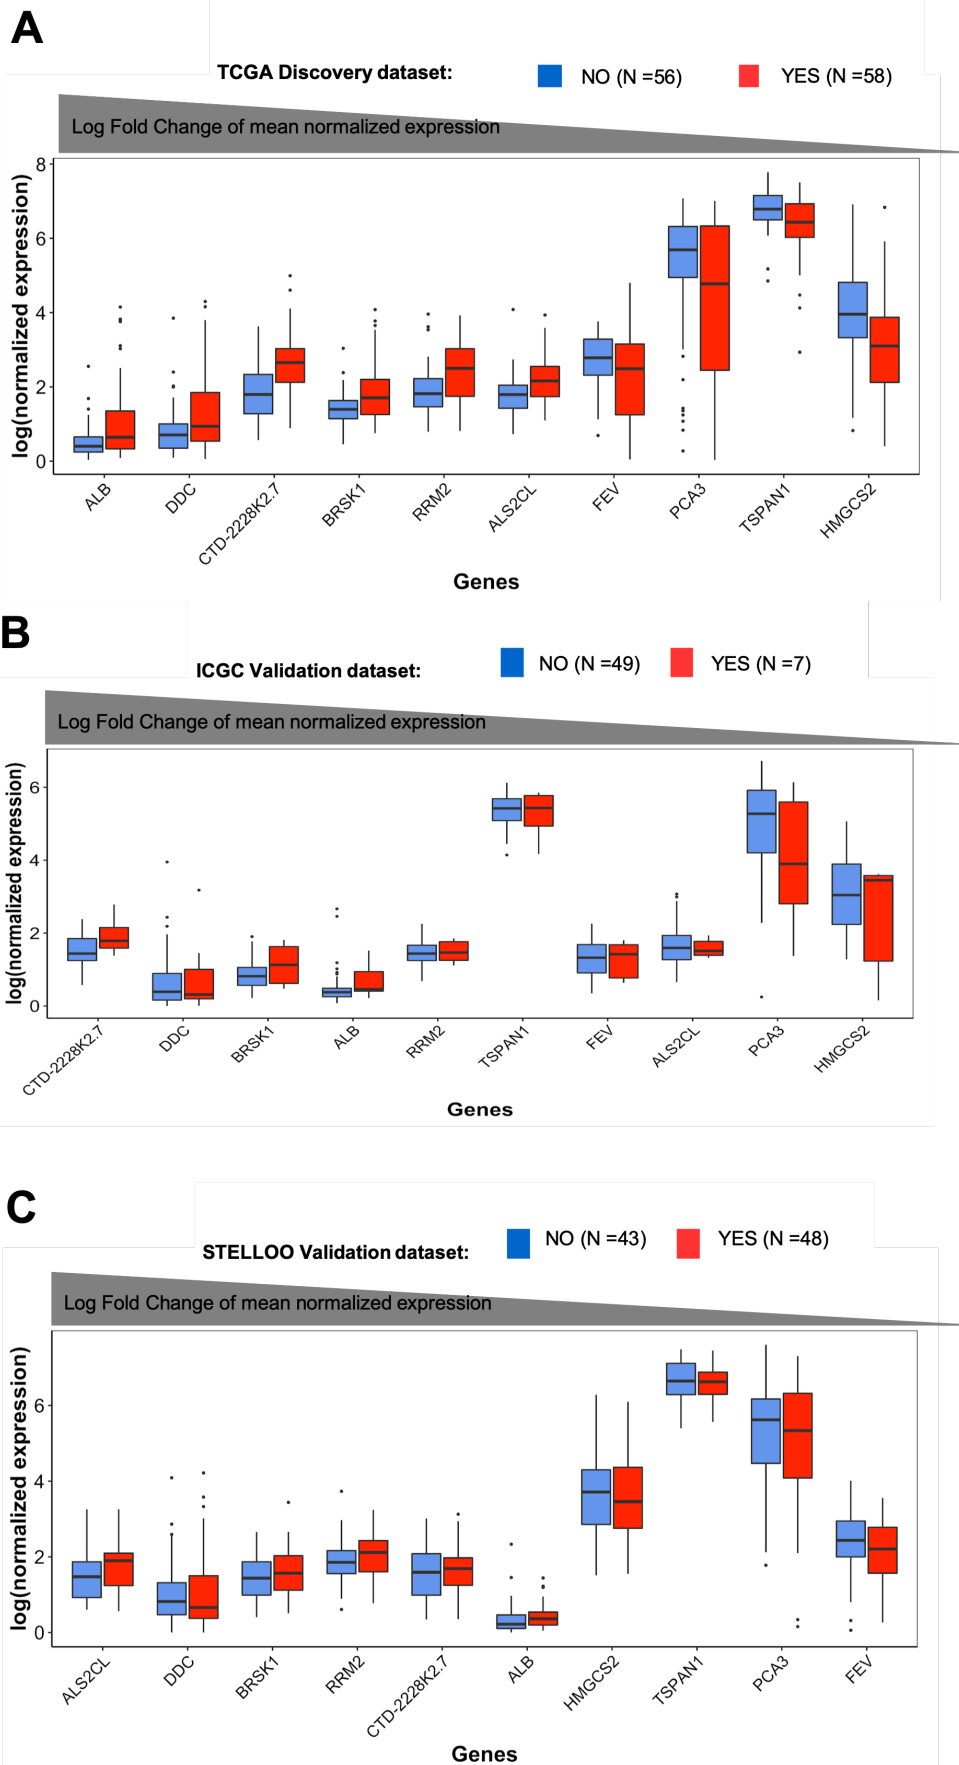 A
TCGA Discovery dataset:
NO (N =56)
YES (N =58)
Log Fold Change of mean normalized expression
log(normalized expression)
8
6
4
2
0
ALB
DDC
CTD-2228K2.7
BRSK1
RRM2
ALS2CL
FEV
PCA3
TSPAN1
HMGCS2
Genes
B
ICGC Validation dataset:
NO (N =49)
YES (N =7)
Log Fold Change of mean normalized expression
log(normalized expression)
6
4
2
0
CTD-2228K2.7
DDC
BRSK1
ALB
RRM2
TSPAN1
FEV
ALS2CL
PCA3
HMGCS2
Genes
C
STELLOO Validation dataset:
NO (N =43)
YES (N =48)
Log Fold Change of mean normalized expression
log(normalized expression)
6
4
2
0
ALS2CL
DDC
BRSK1
RRM2
CTD-2228K2.7
ALB
HMGCS2
TSPAN1
PCA3
FEV
Genes